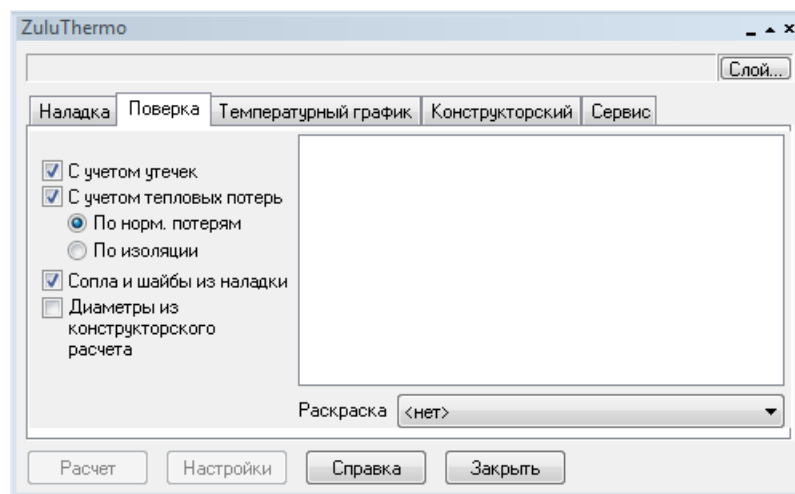 ZuluThermo
Слой...
Наладка Поверка Температурный график Конструкторский Сервис
С учетом утечек
С учетом тепловых потерь
По норм. потерям
По изоляции
Сопла и шайбы из наладки
Диаметры из
конструкторского
расчета
Раскраска <нет>
Расчет Настройки Справка Закрыть